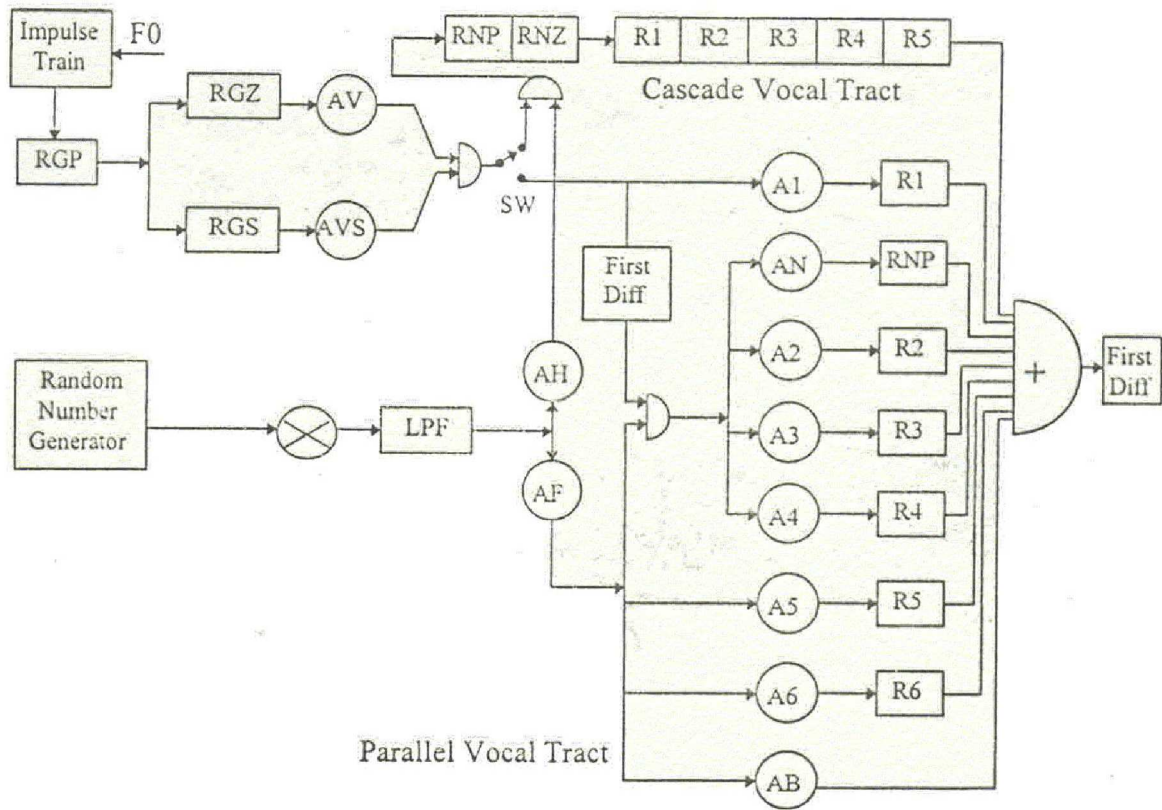 Impulse
Train
F0
RNP RNZ R1 R2 R3 R4 R5
Cascade Vocal Tract
RGZ AV
RGP
RGS AVS
SW
A1 R1
First
Diff
AN RNP
A2 R2
A3 R3
A4 R4
A5 R5
A6 R6
AB
+
First
Diff
Random
Number
Generator
LPF
AH
AF
Parallel Vocal Tract